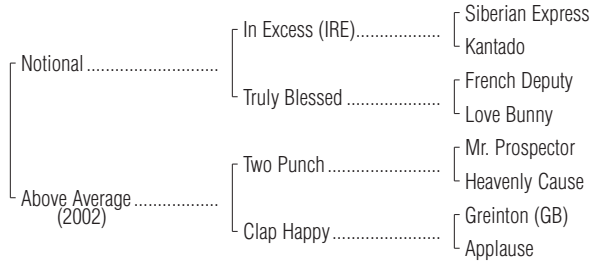 Siberian Express
In Excess (IRE)....................
Kantado
Notional ................................
French Deputy
Truly Blessed ......................
Love Bunny
Mr. Prospector
Two Punch ...........................
Heavenly Cause
Above Average ....................
(2002)
Greinton (GB)
Clap Happy ..........................
Applause